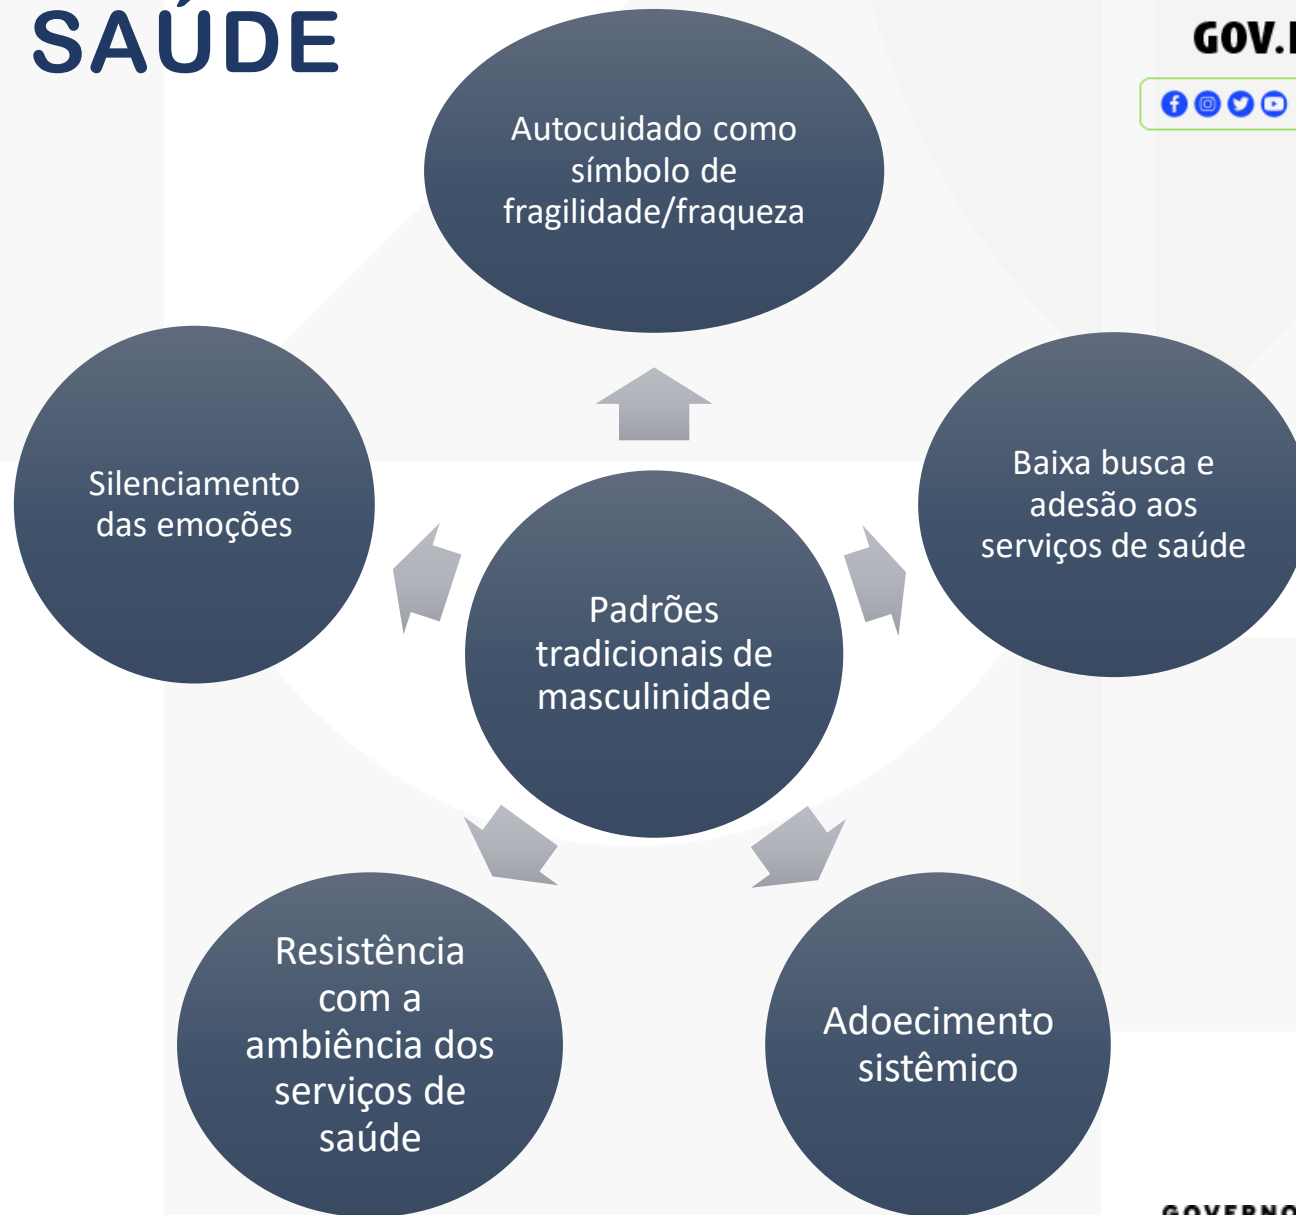 SAÚDE
GOV.
Autocuidado como
símbolo de
fragilidade/fraqueza
Baixa busca e
adesão aos
serviços de saúde
Silenciamento
das emoções
Padrões
tradicionais de
masculinidade
Resistência
com a
ambiência dos
serviços de
saúde
Adoecimento
sistêmico
GOVERNO